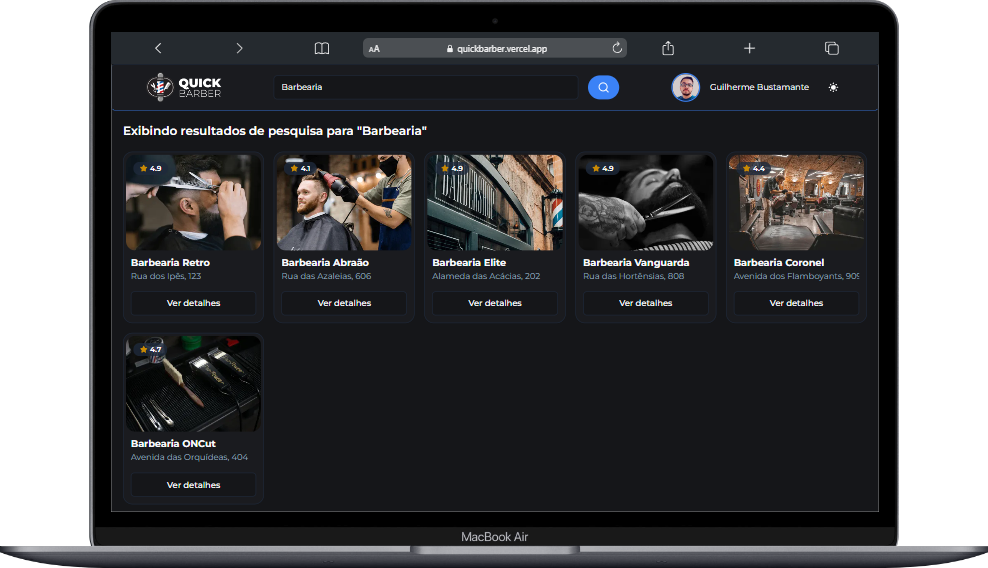 AA quickbarber.vercel.app
QUICK
BARBER
Barbearia
Guilherme Bustamante
Exibindo resultados de pesquisa para "Barbearia"
4.9
4.1
4.9
4.9
4.4
Barbearia Retro
Rua dos Ipês, 123
Ver detalhes
Barbearia Abraão
Rua das Azaleias, 606
Ver detalhes
Barbearia Elite
Alameda das Acácias, 202
Ver detalhes
Barbearia Vanguarda
Rua das Hortênsias, 808
Ver detalhes
Barbearia Coronel
Avenida dos Flamboyants, 909
Ver detalhes
4.7
Barbearia ONCut
Avenida das Orquídeas, 404
Ver detalhes
MacBook Air